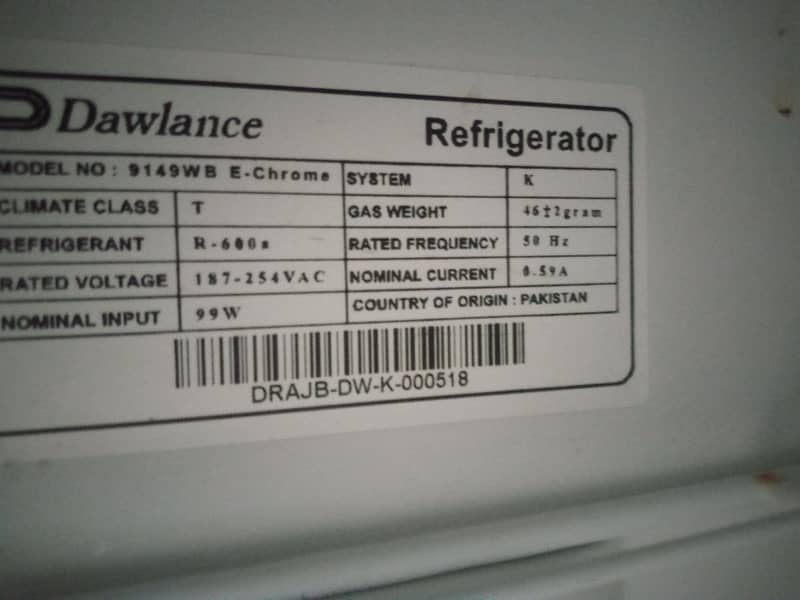 Dawlance Refrigerator
MODEL NO : 9149WB E-Chrome SYSTEM K
CLIMATE CLASS T GAS WEIGHT 46±2gram
REFRIGERANT R-600a RATED FREQUENCY 50 Hz
RATED VOLTAGE 187-254VAC NOMINAL CURRENT 0.59A
NOMINAL INPUT 99W COUNTRY OF ORIGIN : PAKISTAN
DRAJB-DW-K-000518